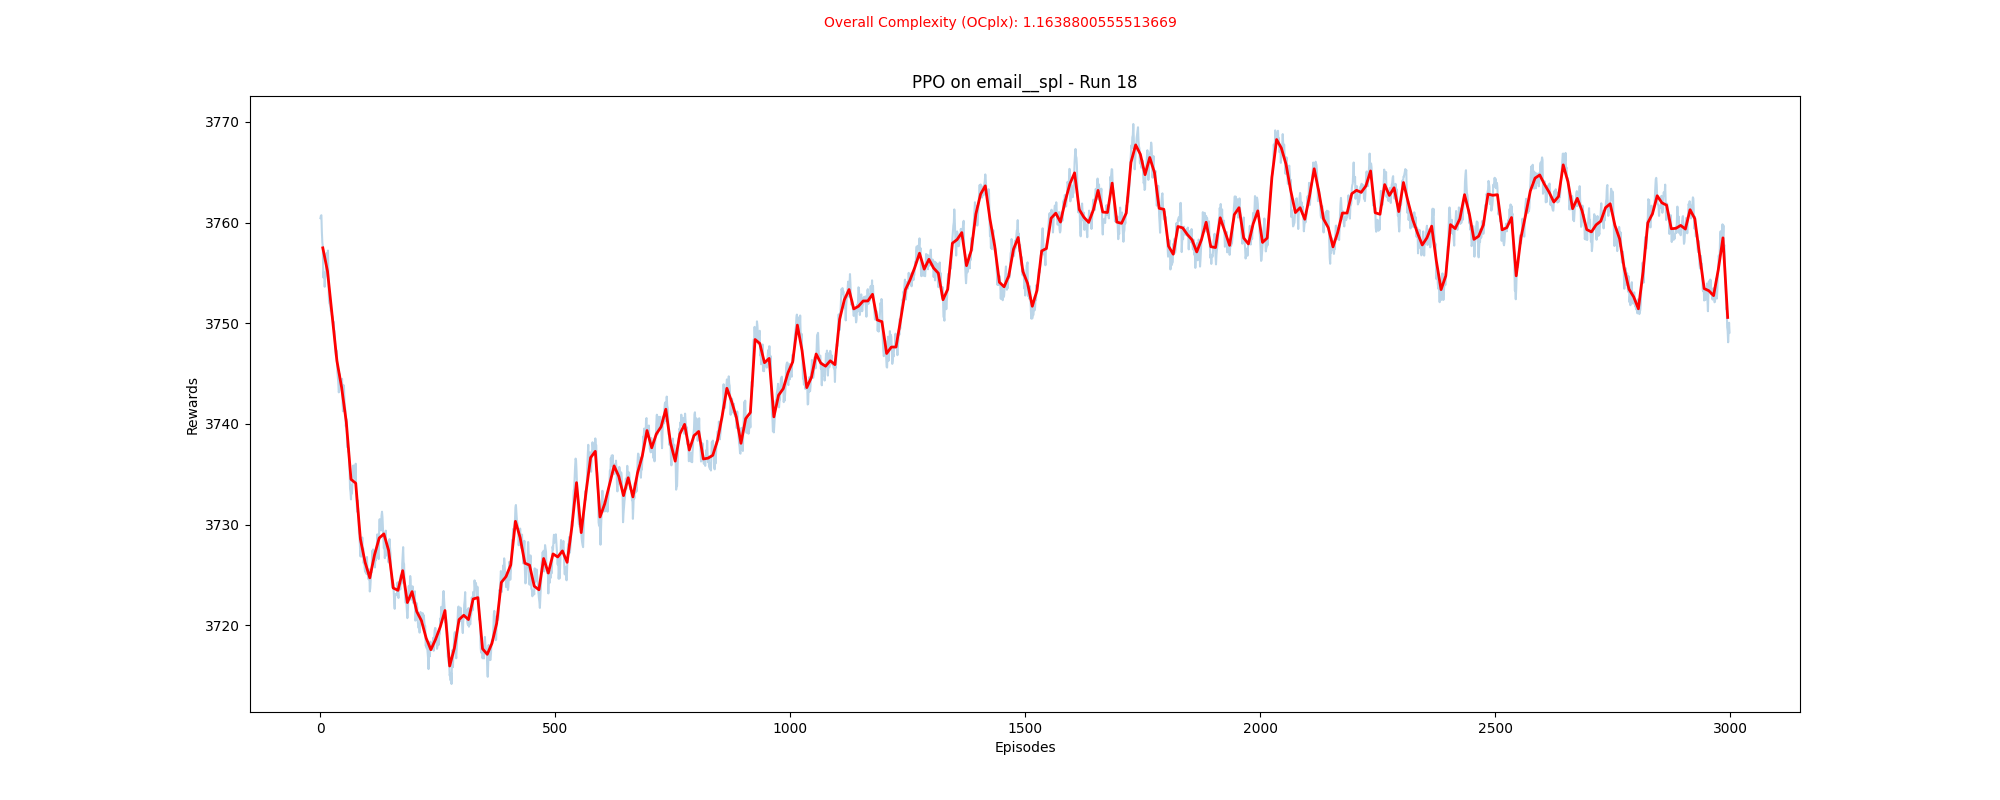 Overall Complexity (OCplx): 1.1638800555513669
PPO on email__spl - Run 18
3770
3760
3750
3740
3730
3720
Rewards
0 500 1000 1500 2000 2500 3000
Episodes